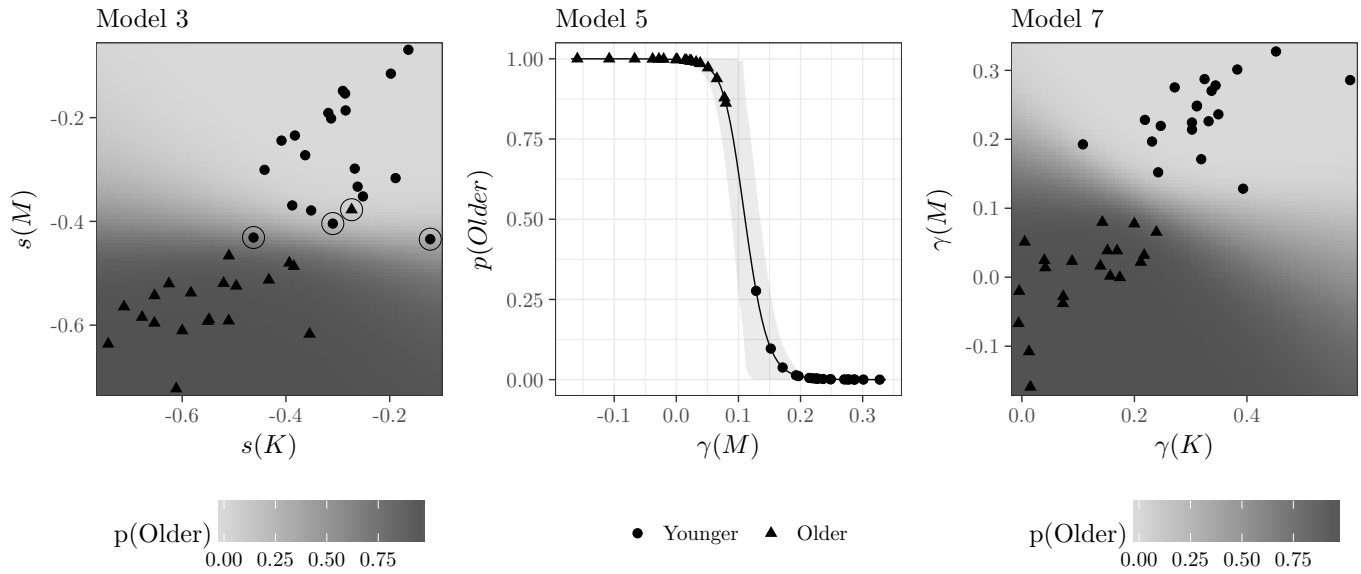 Model 3
Model 5
Model 7
s(M)
-0.2
-0.4
-0.6
-0.6
-0.4
-0.2
s(K)
p(Older)
1.00
0.75
0.50
0.25
0.00
-0.1
0.0
0.1
0.2
0.3
γ(M)
γ(M)
0.3
0.2
0.1
0.0
-0.1
0.0
0.2
0.4
γ(K)
p(Older)
0.00 0.25 0.50 0.75
Younger
Older
p(Older)
0.00 0.25 0.50 0.75